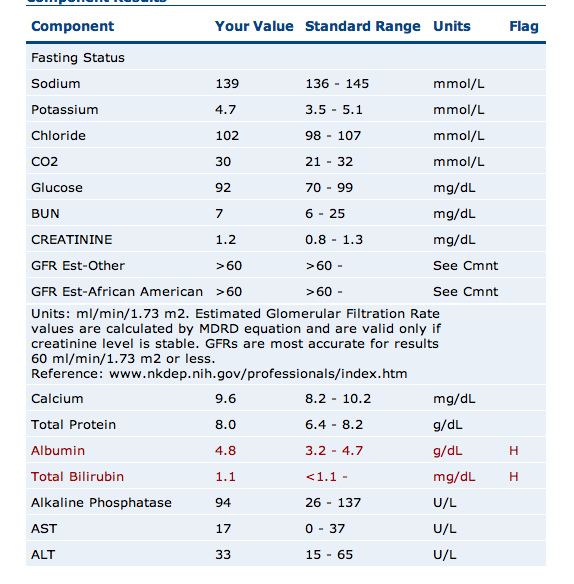 Component Results
Component Your Value Standard Range Units Flag
Fasting Status
Sodium 139 136 - 145 mmol/L
Potassium 4.7 3.5 - 5.1 mmol/L
Chloride 102 98 - 107 mmol/L
CO2 30 21 - 32 mmol/L
Glucose 92 70 - 99 mg/dL
BUN 7 6 - 25 mg/dL
CREATININE 1.2 0.8 - 1.3 mg/dL
GFR Est-Other >60 >60 - See Cmnt
GFR Est-African American >60 >60 - See Cmnt
Units: ml/min/1.73 m2. Estimated Glomerular Filtration Rate
values are calculated by MDRD equation and are valid only if
creatinine level is stable. GFRs are most accurate for results
60 ml/min/1.73 m2 or less.
Reference: www.nkdep.nih.gov/professionals/index.htm
Calcium 9.6 8.2 - 10.2 mg/dL
Total Protein 8.0 6.4 - 8.2 g/dL
Albumin 4.8 3.2 - 4.7 g/dL H
Total Bilirubin 1.1 <1.1 - mg/dL H
Alkaline Phosphatase 94 26 - 137 U/L
AST 17 0 - 37 U/L
ALT 33 15 - 65 U/L